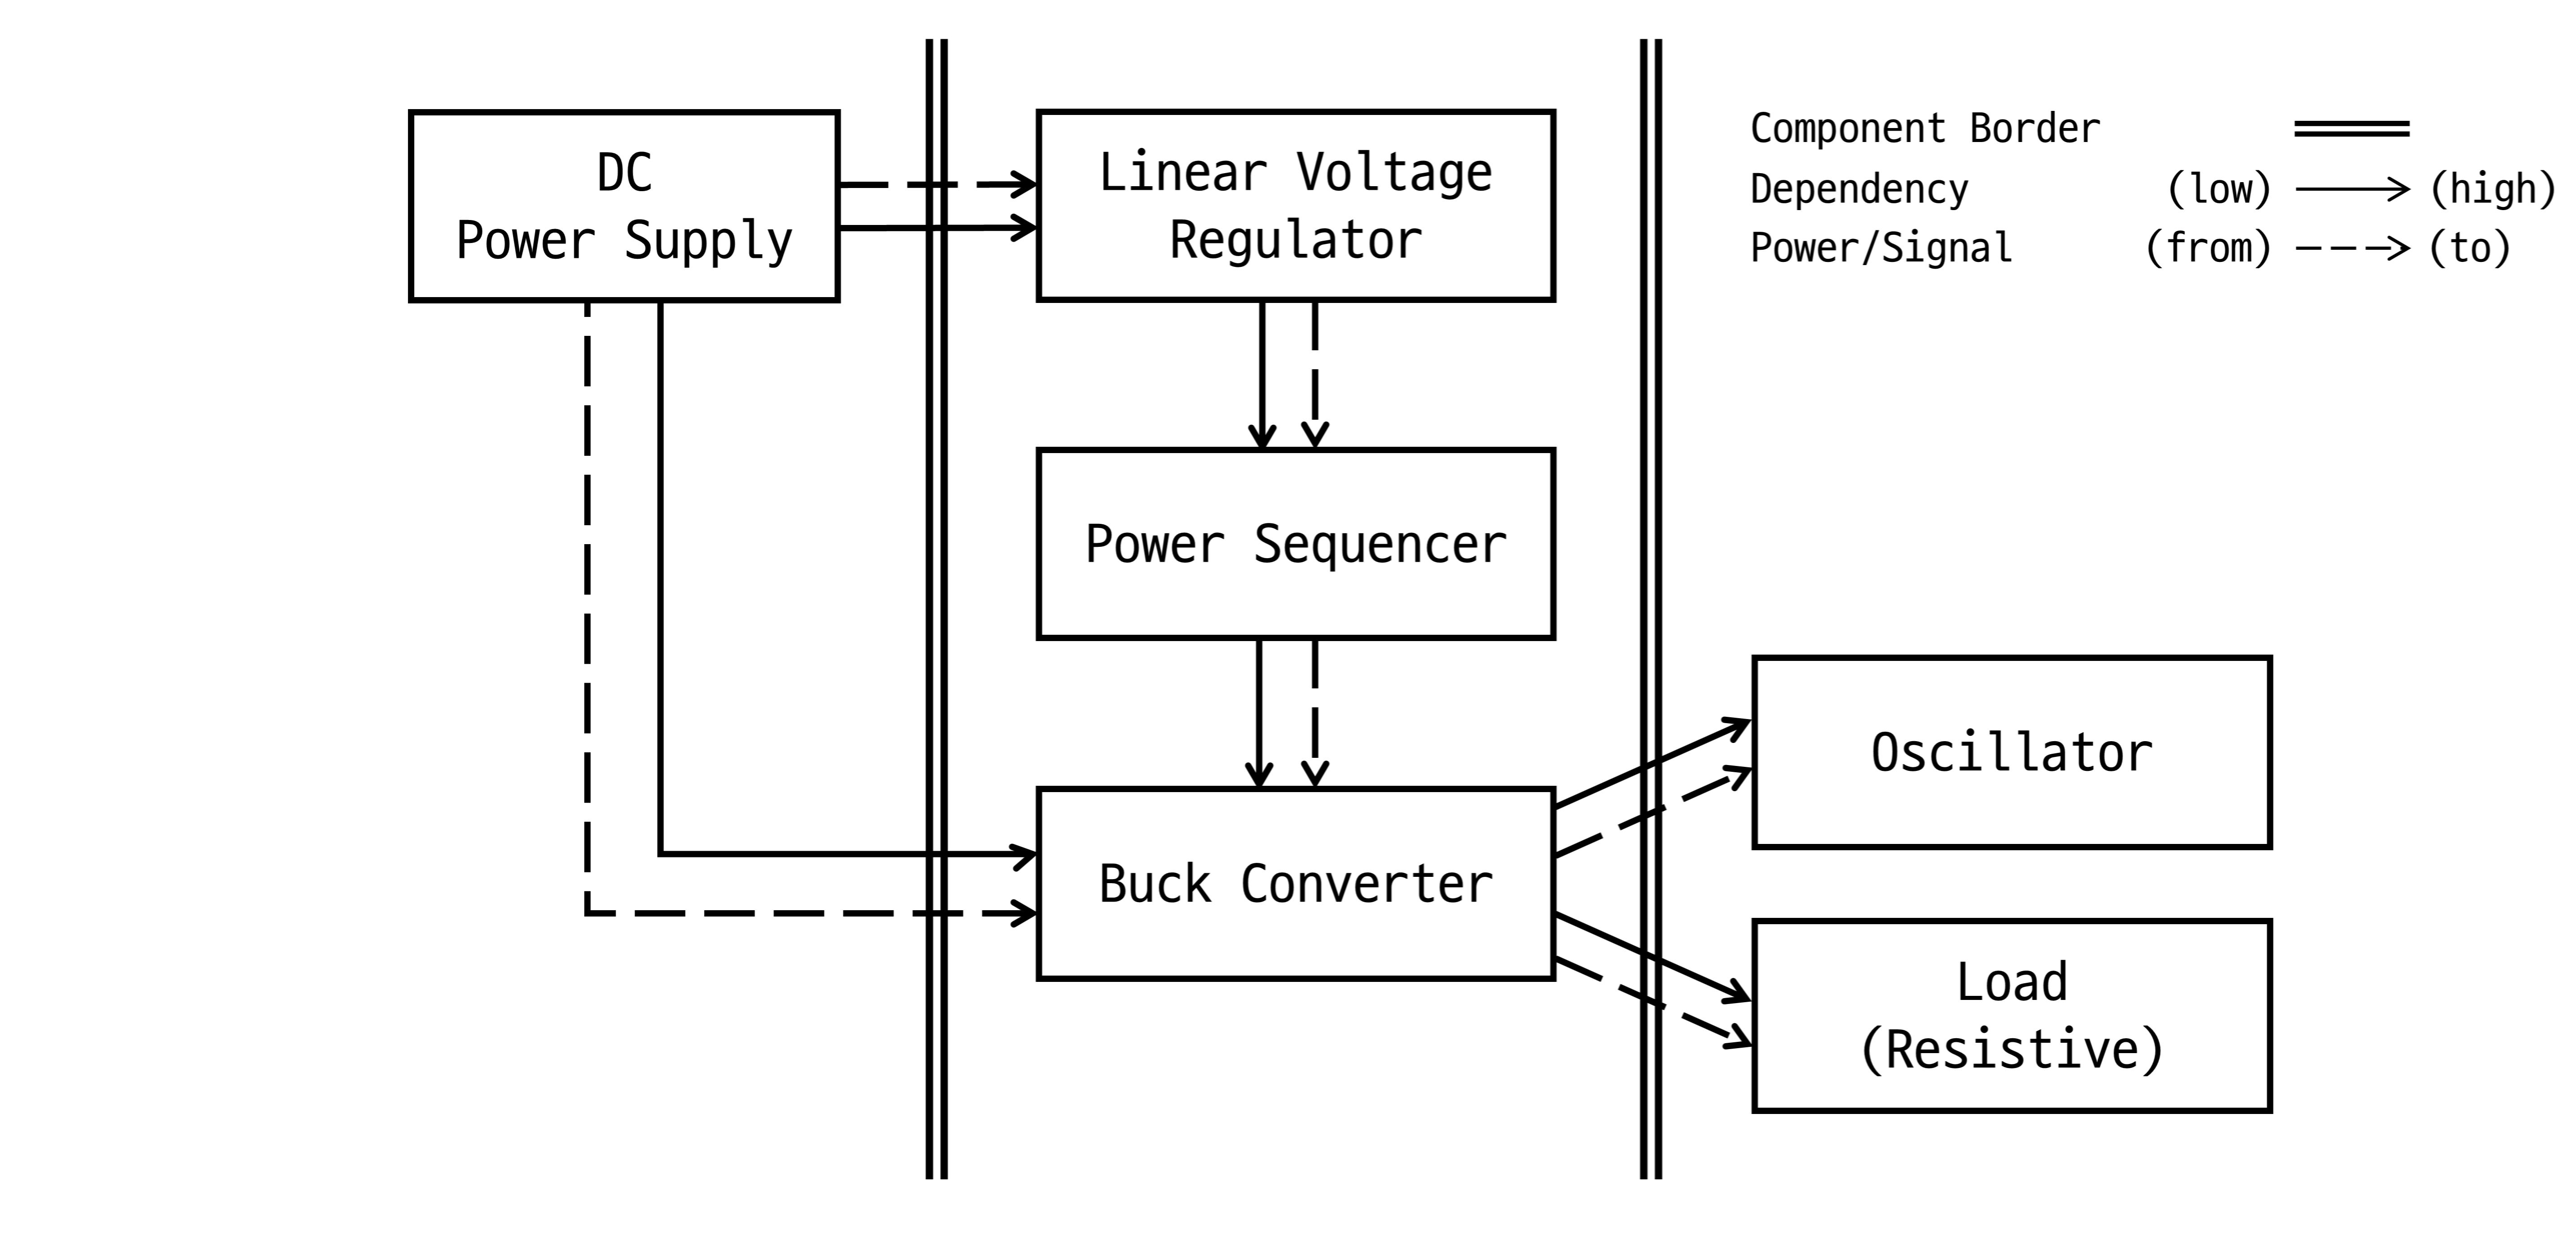 DC
Power Supply
Linear Voltage
Regulator
Component Border
Dependency (low) (high)
Power/Signal (from) (to)
Power Sequencer
Oscillator
Buck Converter
Load
(Resistive)